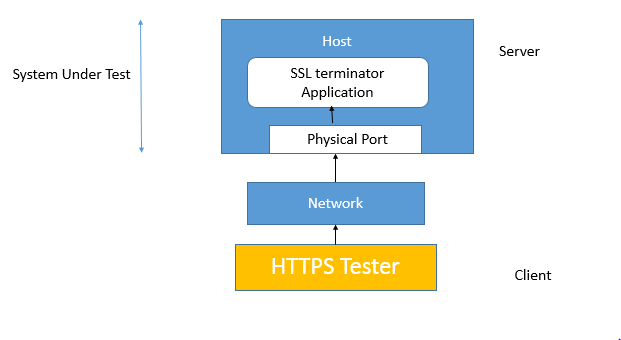 Host
Server
System Under Test
SSL terminator
Application
Physical Port
Network
HTTPS Tester
Client